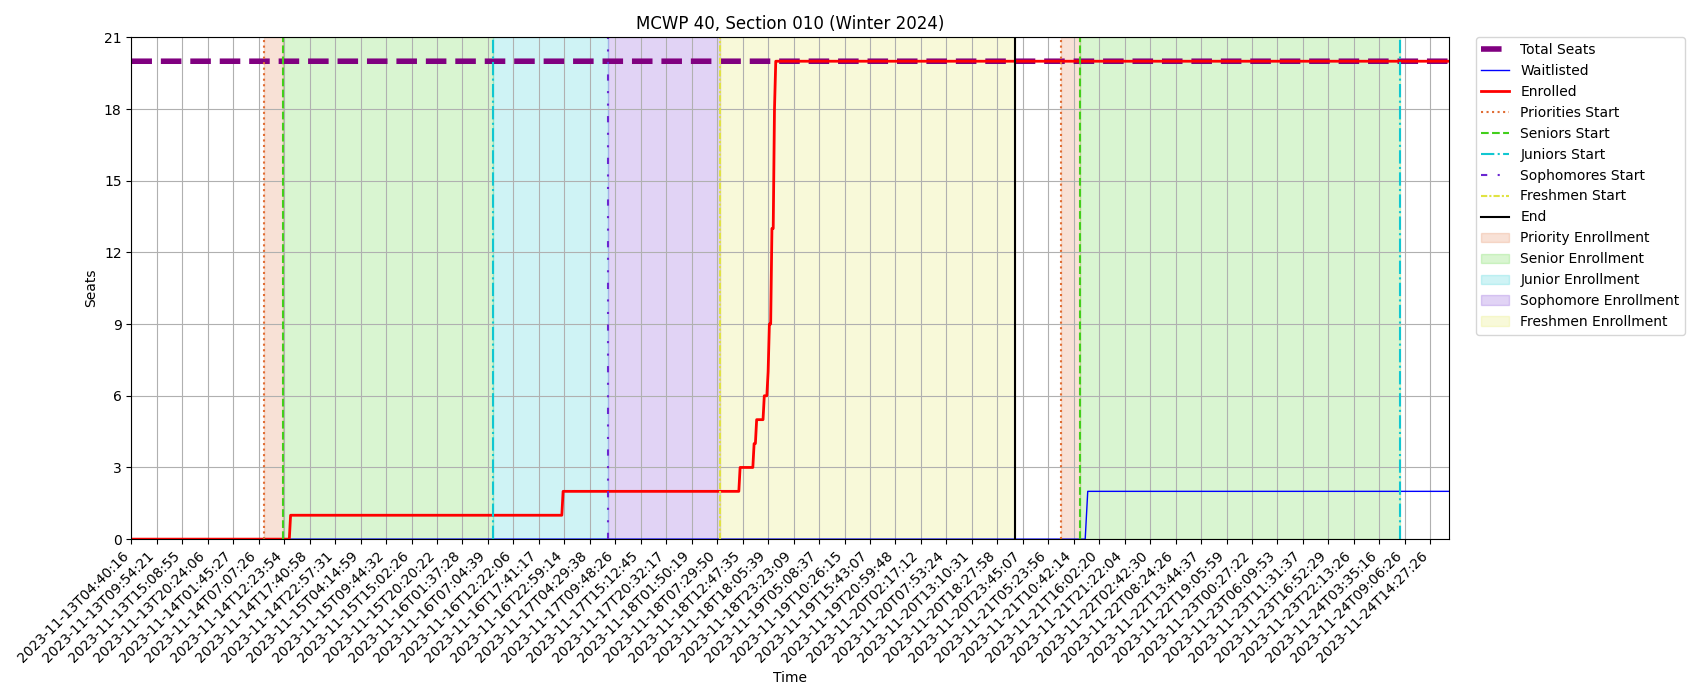 MCWP 40, Section 010 (Winter 2024)
Seats
21
18
15
12
9
6
3
0
2023-11-13T04:40:16
2023-11-13T09:54:21
2023-11-13T15:08:55
2023-11-13T20:24:06
2023-11-14T01:45:27
2023-11-14T07:07:26
2023-11-14T12:23:54
2023-11-14T17:40:58
2023-11-14T22:57:31
2023-11-15T04:14:59
2023-11-15T09:44:32
2023-11-15T15:02:26
2023-11-15T20:20:22
2023-11-16T01:37:28
2023-11-16T07:04:39
2023-11-16T12:22:06
2023-11-16T17:41:17
2023-11-16T22:59:14
2023-11-17T04:29:38
2023-11-17T09:48:26
2023-11-17T15:12:45
2023-11-17T20:32:17
2023-11-18T01:50:19
2023-11-18T07:29:50
2023-11-18T12:47:35
2023-11-18T18:05:39
2023-11-18T23:23:09
2023-11-19T05:08:37
2023-11-19T10:26:15
2023-11-19T15:43:07
2023-11-19T20:59:48
2023-11-20T02:17:12
2023-11-20T07:53:24
2023-11-20T13:10:31
2023-11-20T18:27:58
2023-11-20T23:45:07
2023-11-21T05:23:56
2023-11-21T10:42:14
2023-11-21T16:02:20
2023-11-21T21:22:04
2023-11-22T02:42:30
2023-11-22T08:24:26
2023-11-22T13:44:37
2023-11-22T19:05:59
2023-11-23T00:27:22
2023-11-23T06:09:53
2023-11-23T11:31:37
2023-11-23T16:52:29
2023-11-23T22:13:26
2023-11-24T03:35:16
2023-11-24T09:06:26
2023-11-24T14:27:26
Time
Total Seats
Waitlisted
Enrolled
Priorities Start
Seniors Start
Juniors Start
Sophomores Start
Freshmen Start
End
Priority Enrollment
Senior Enrollment
Junior Enrollment
Sophomore Enrollment
Freshmen Enrollment